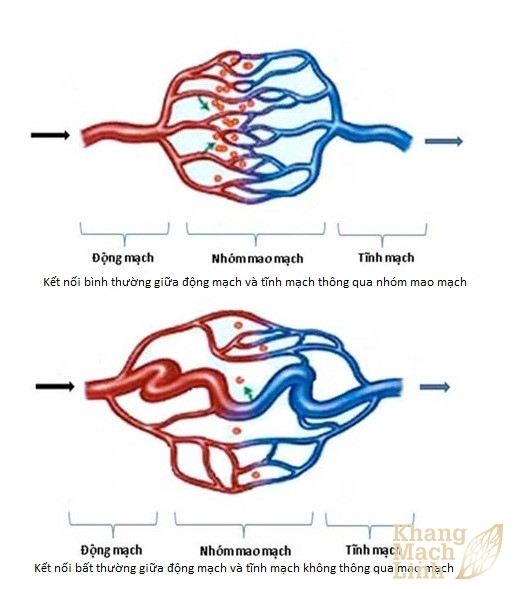 Động mạch Nhóm mao mạch Tĩnh mạch
Kết nối bình thường giữa động mạch và tĩnh mạch thông qua nhóm mao mạch
Động mạch Nhóm mao mạch Tĩnh mạch
Kết nối bất thường giữa động mạch và tĩnh mạch không thông qua mao mạch
Khang
Mạch
Linh